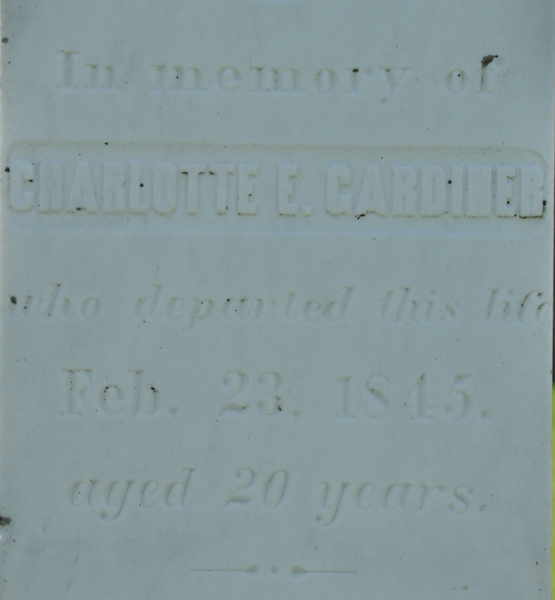 In memory of
CHARLOTTE E. GARDINER
who departed this life
Feb. 23. 1845.
aged 20 years.